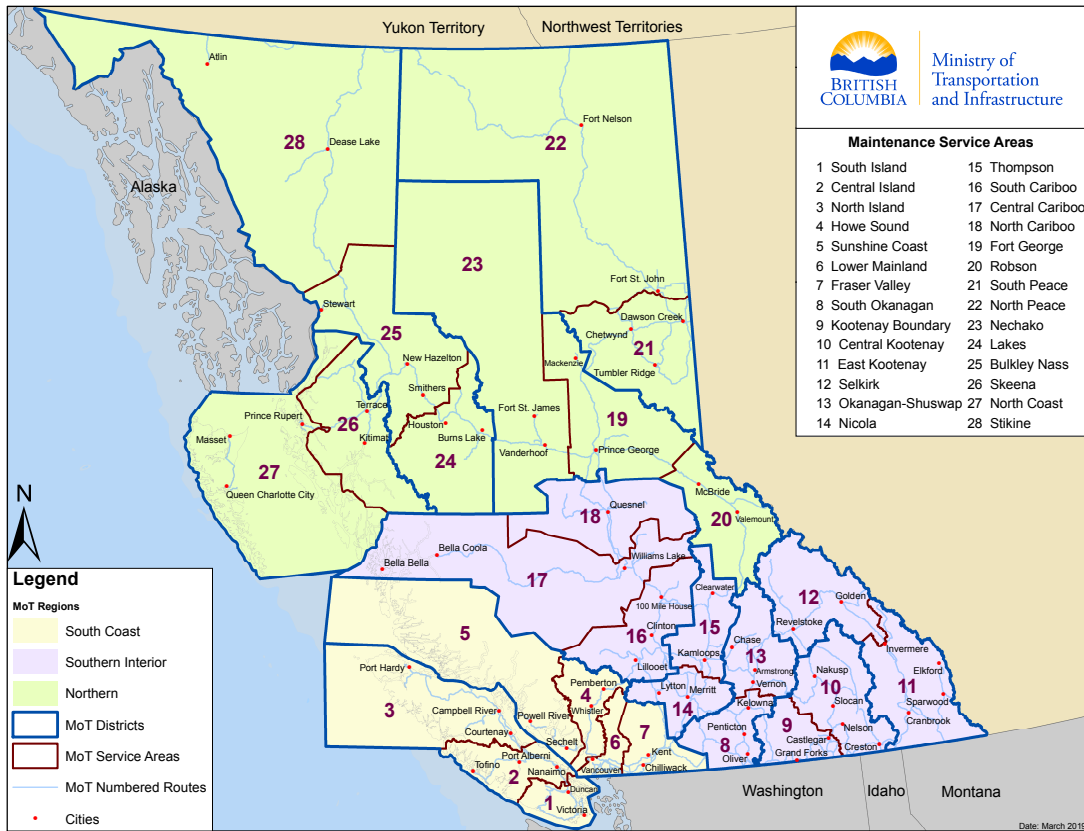 Yukon Territory
Northwest Territories
BRITISH
COLUMBIA
Ministry of
Transportation
and Infrastructure
Maintenance Service Areas
1 South Island
2 Central Island
3 North Island
4 Howe Sound
5 Sunshine Coast
6 Lower Mainland
7 Fraser Valley
8 South Okanagan
9 Kootenay Boundary
10 Central Kootenay
11 East Kootenay
12 Selkirk
13 Okanagan-Shuswap
14 Nicola
15 Thompson
16 South Cariboo
17 Central Cariboo
18 North Cariboo
19 Fort George
20 Robson
21 South Peace
22 North Peace
23 Nechako
24 Lakes
25 Bulkley Nass
26 Skeena
27 North Coast
28 Stikine
Atlin
Fort Nelson
28
22
Dease Lake
Alaska
23
Fort St. John
Stewart
Dawson Creek
25
Chetwynd
21
New Hazelton
Mackenzie
Tumbler Ridge
Smithers
Terrace
Fort St. James
19
Prince Rupert
26
Houston
Masset
Kitimat
Burns Lake
Vanderhoof
Prince George
24
27
Queen Charlotte City
McBride
18
Quesnel
20
Valemount
Bella Coola
Williams Lake
Bella Bella
17
Clearwater
12
100 Mile House
Golden
5
16
Clinton
15
Revelstoke
Chase
Invermere
Port Hardy
Lillooet
Kamloops
13
Armstrong
Nakusp
Elkford
Pemberton
Lytton
Merritt
Vernon
10
11
4
Whistler
14
Kelowna
Slocan
Sparwood
3
Campbell River
Powell River
7
Penticton
9
Nelson
Cranbrook
Courtenay
Sechelt
6
Kent
8
Castlegar
Port Alberni
Tofino
2
Nanaimo
Vancouver
Chilliwack
Oliver
Grand Forks
Creston
Duncan
1
Victoria
Washington
Idaho
Montana
N
Legend
MoT Regions
South Coast
Southern Interior
Northern
MoT Districts
MoT Service Areas
MoT Numbered Routes
Cities
Date: March 2019